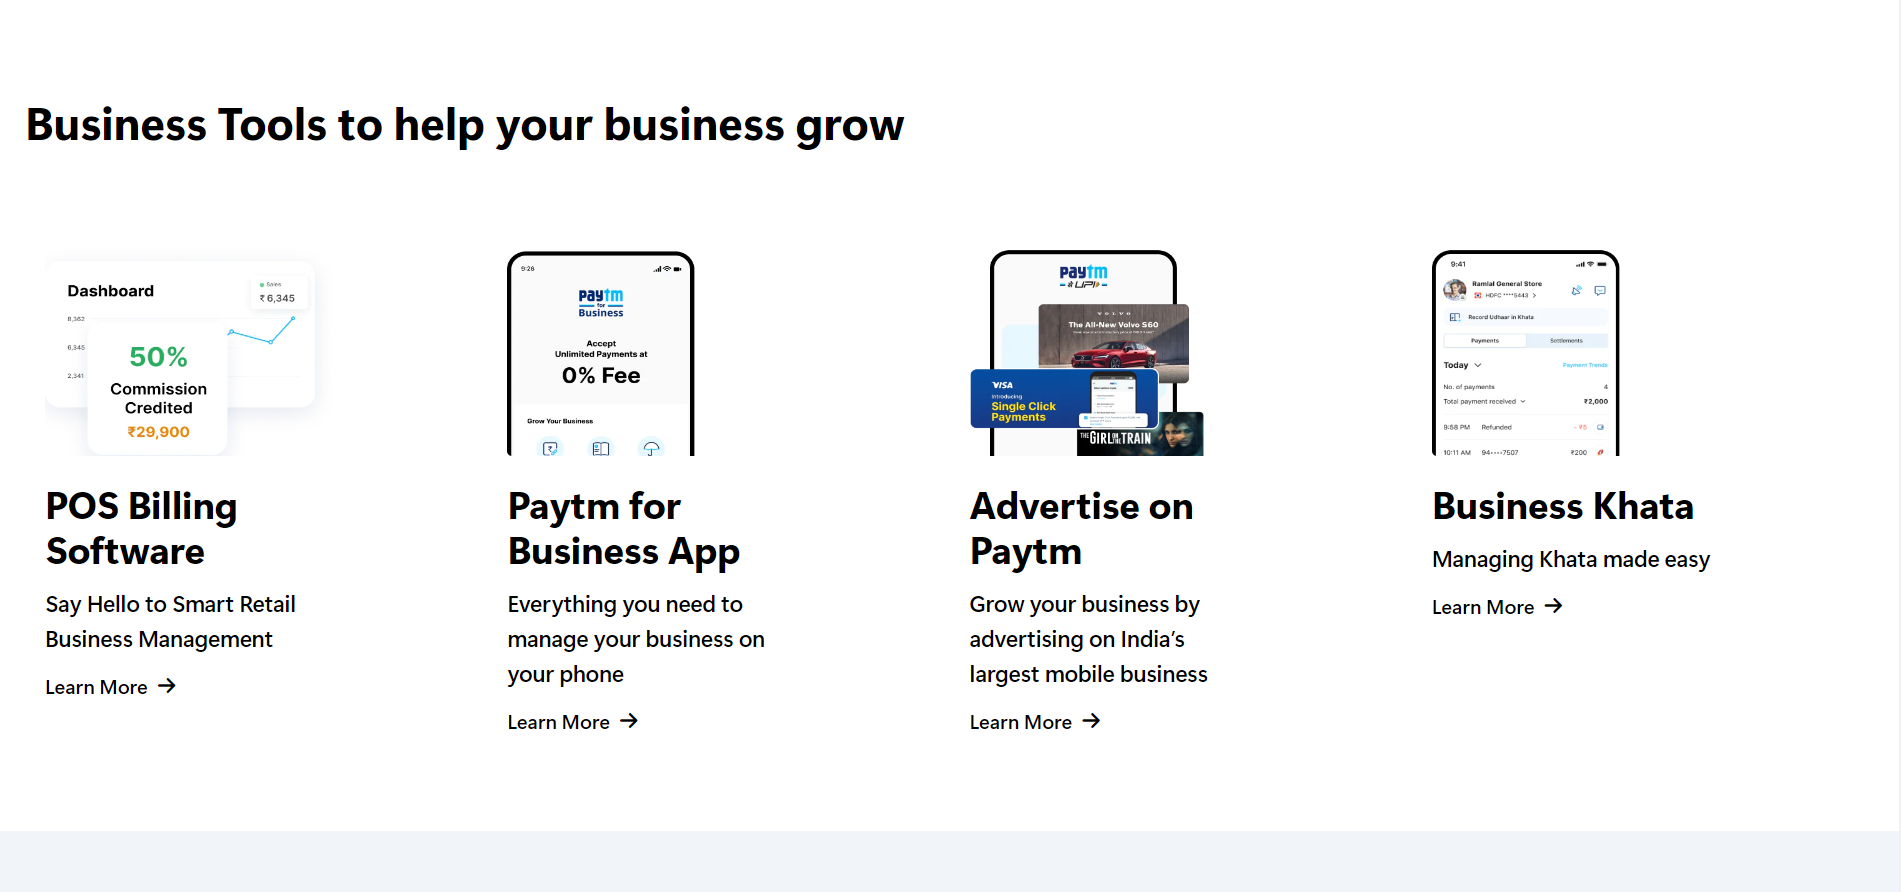 Business Tools to help your business grow
Dashboard
Sales
₹ 6,345
8,362
6,345
2,341
50%
Commission
Credited
₹29,900
POS Billing
Software
Say Hello to Smart Retail
Business Management
Learn More
9:28
paytm
for
Business
Accept
Unlimited Payments at
0% Fee
Grow Your Business
Paytm for
Business App
Everything you need to
manage your business on
your phone
Learn More
paytm
UPI
VOLVO
The All-New Volvo S60
VISA
Introducing
Single Click
Payments
THE GIRL ON THE TRAIN
Advertise on
Paytm
Grow your business by
advertising on India's
largest mobile business
Learn More
9:41
Ramlal General Store
HDFC ****5443
Record Udhaar in Khata
Payments
Settlements
Today
Payment Trends
No. of payments
4
Total payment received
₹2,000
9:58 PM Refunded
- ₹5
10:11 AM 94••••7507
₹200
Business Khata
Managing Khata made easy
Learn More